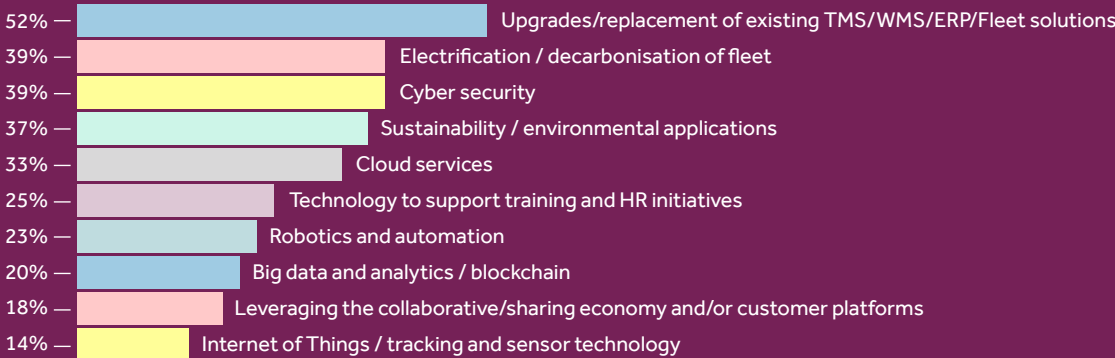 52% — Upgrades/replacement of existing TMS/WMS/ERP/Fleet solutions
39% — Electrification / decarbonisation of fleet
39% — Cyber security
37% — Sustainability / environmental applications
33% — Cloud services
25% — Technology to support training and HR initiatives
23% — Robotics and automation
20% — Big data and analytics / blockchain
18% — Leveraging the collaborative/sharing economy and/or customer platforms
14% — Internet of Things / tracking and sensor technology